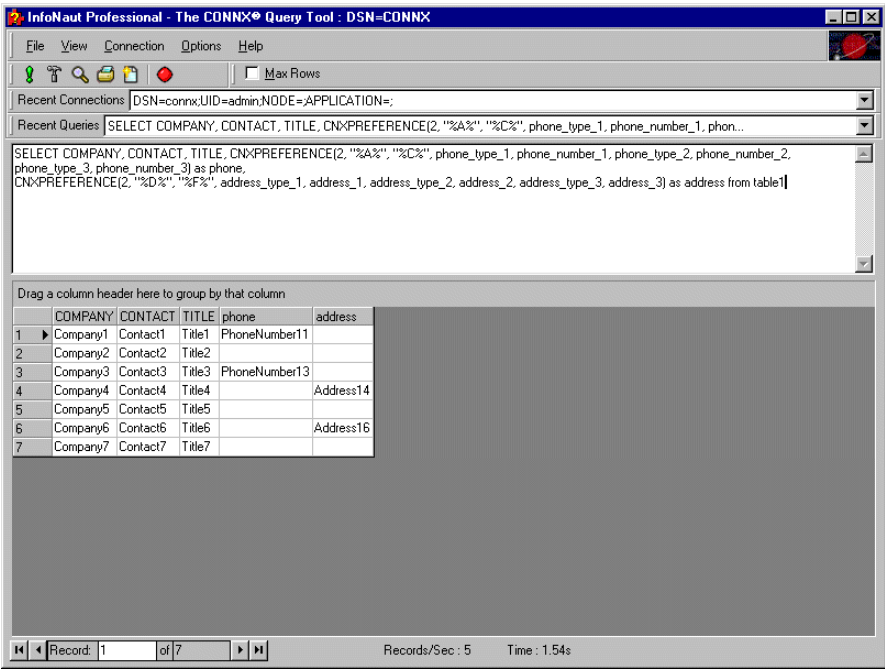 InfoNaut Professional - The CONNX® Query Tool : DSN=CONNX
File View Connection Options Help
Max Rows
Recent Connections DSN=connx;UID=admin;NODE=;APPLICATION=;
Recent Queries SELECT COMPANY, CONTACT, TITLE, CNXPREFERENCE(2, "%A%", "%C%", phone_type_1, phone_number_1, phon...
SELECT COMPANY, CONTACT, TITLE, CNXPREFERENCE(2, "%A%", "%C%", phone_type_1, phone_number_1, phone_type_2, phone_number_2,
phone_type_3, phone_number_3) as phone,
CNXPREFERENCE(2, "%D%", "%F%", address_type_1, address_1, address_type_2, address_2, address_type_3, address_3) as address from table1
Drag a column header here to group by that column
COMPANY CONTACT TITLE phone address
1 Company1 Contact1 Title1 PhoneNumber11
2 Company2 Contact2 Title2
3 Company3 Contact3 Title3 PhoneNumber13
4 Company4 Contact4 Title4 Address14
5 Company5 Contact5 Title5
6 Company6 Contact6 Title6 Address16
7 Company7 Contact7 Title7
Record: 1 of 7 Records/Sec : 5 Time : 1.54s